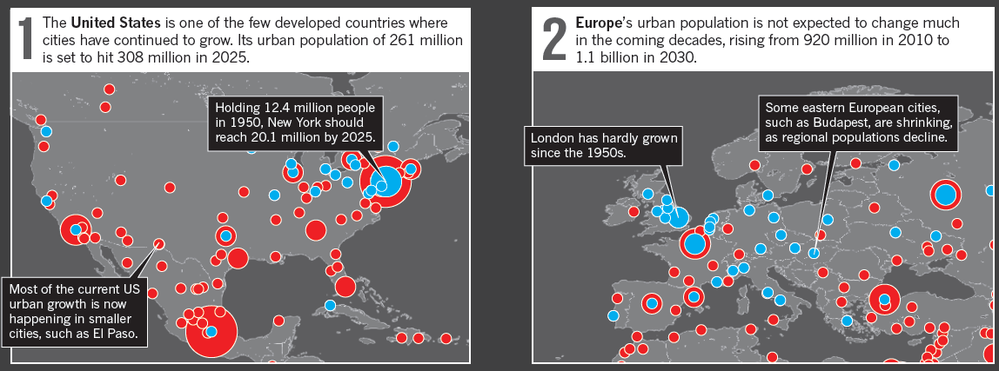 1
The United States is one of the few developed countries where
cities have continued to grow. Its urban population of 261 million
is set to hit 308 million in 2025.
Holding 12.4 million people
in 1950, New York should
reach 20.1 million by 2025.
Most of the current US
urban growth is now
happening in smaller
cities, such as El Paso.
2
Europe's urban population is not expected to change much
in the coming decades, rising from 920 million in 2010 to
1.1 billion in 2030.
London has hardly grown
since the 1950s.
Some eastern European cities,
such as Budapest, are shrinking,
as regional populations decline.